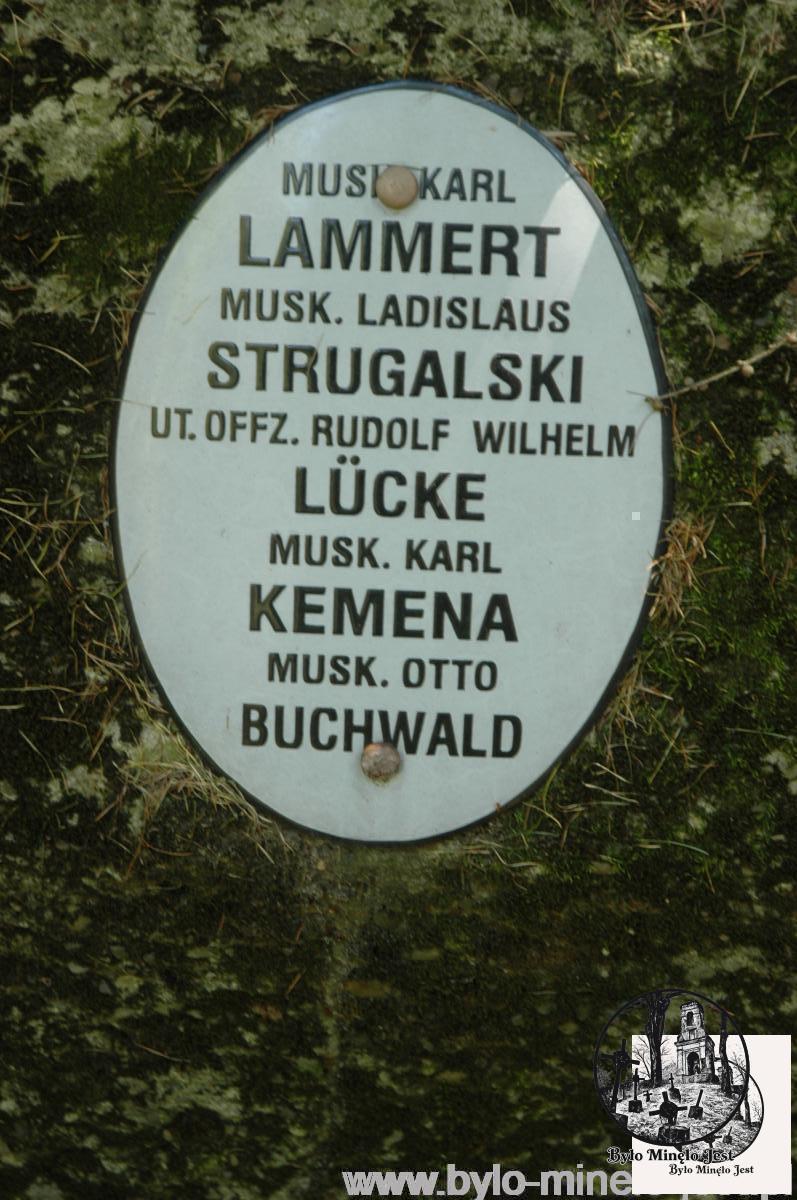 MUSK. KARL
LAMMERT
MUSK. LADISLAUS
STRUGALSKI
UT. OFFZ. RUDOLF WILHELM
LÜCKE
MUSK. KARL
KEMENA
MUSK. OTTO
BUCHWALD
Było Minęło Jest
Było Minęło Jest